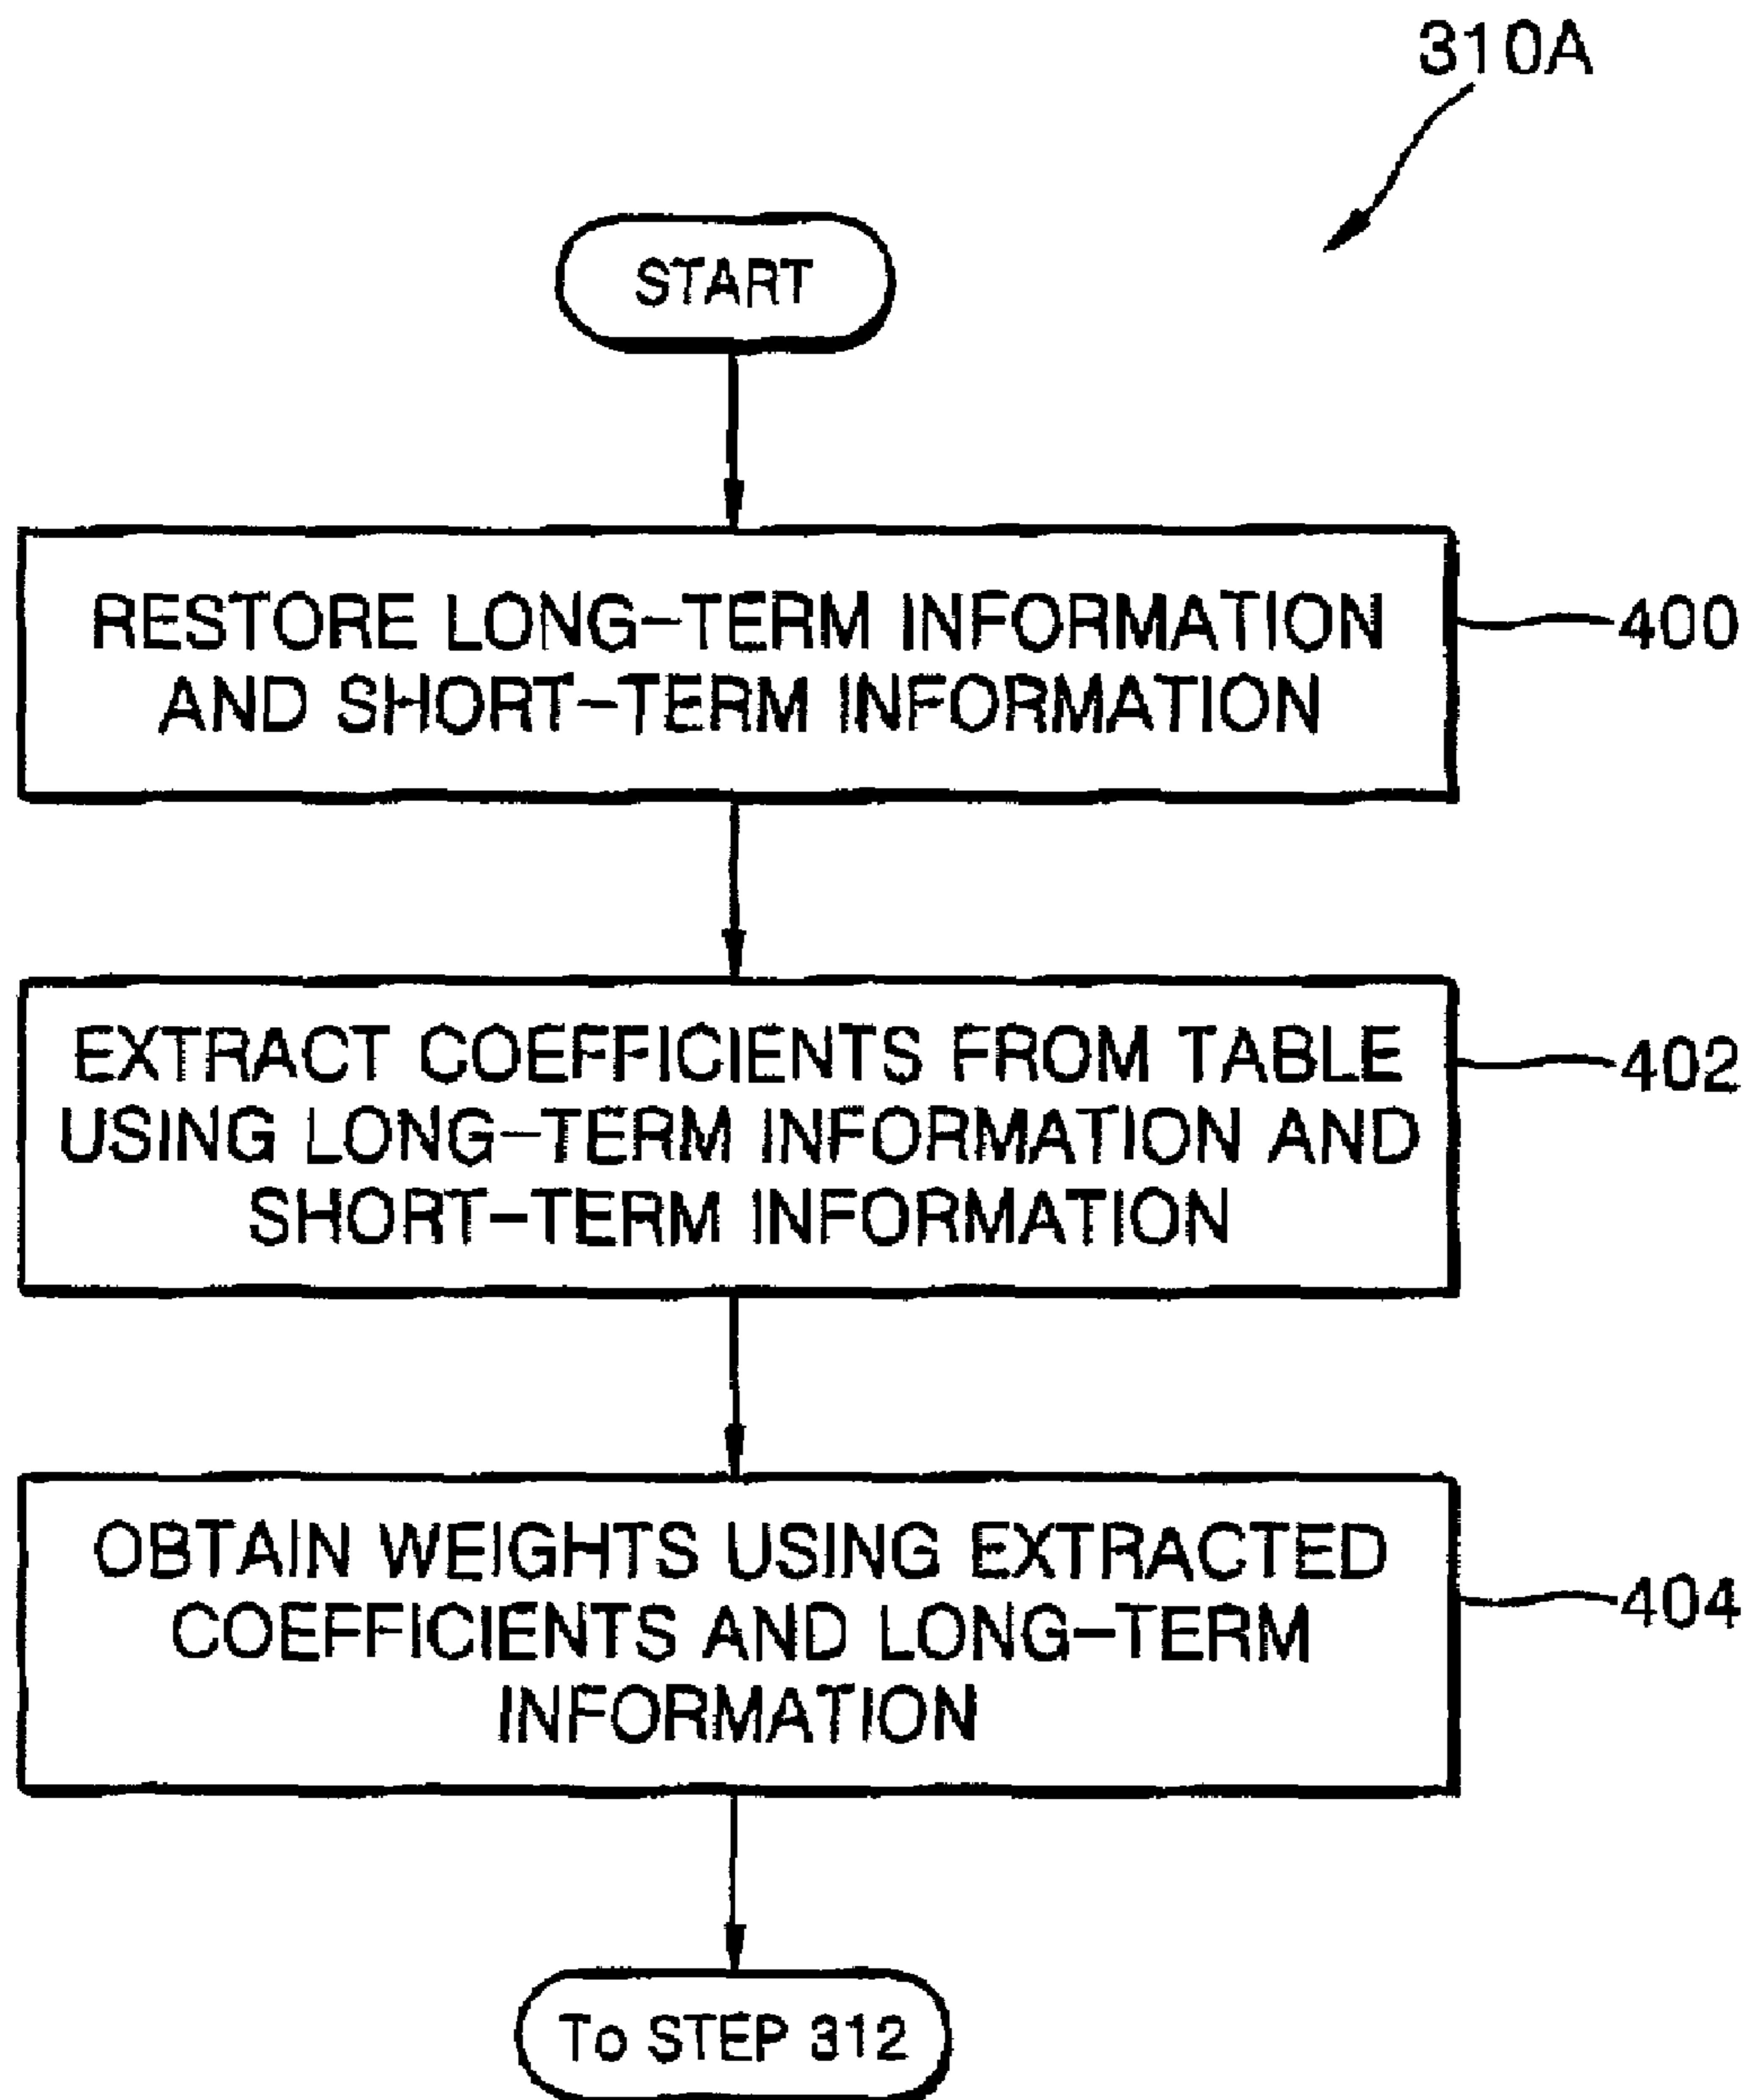 310A
START
RESTORE LONG-TERM INFORMATION
AND SHORT-TERM INFORMATION
400
EXTRACT COEFFICIENTS FROM TABLE
USING LONG-TERM INFORMATION AND
SHORT-TERM INFORMATION
402
OBTAIN WEIGHTS USING EXTRACTED
COEFFICIENTS AND LONG-TERM
INFORMATION
404
To STEP 312